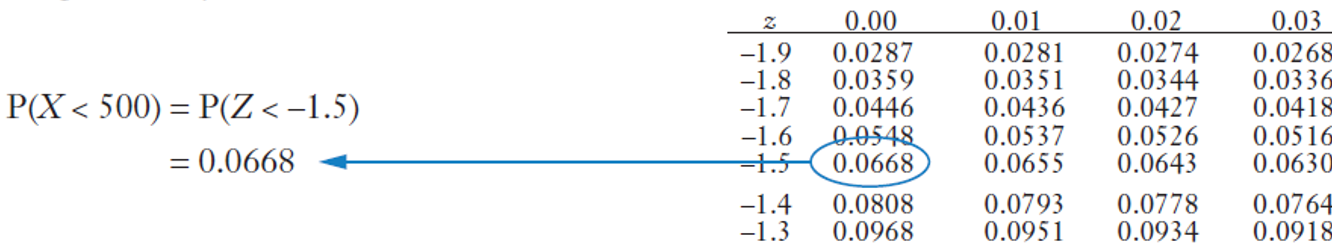 z 0.00 0.01 0.02 0.03
–1.9 0.0287 0.0281 0.0274 0.0268
–1.8 0.0359 0.0351 0.0344 0.0336
P(X < 500) = P(Z < –1.5)
–1.7 0.0446 0.0436 0.0427 0.0418
–1.6 0.0548 0.0537 0.0526 0.0516
= 0.0668
–1.5 0.0668 0.0655 0.0643 0.0630
–1.4 0.0808 0.0793 0.0778 0.0764
–1.3 0.0968 0.0951 0.0934 0.0918